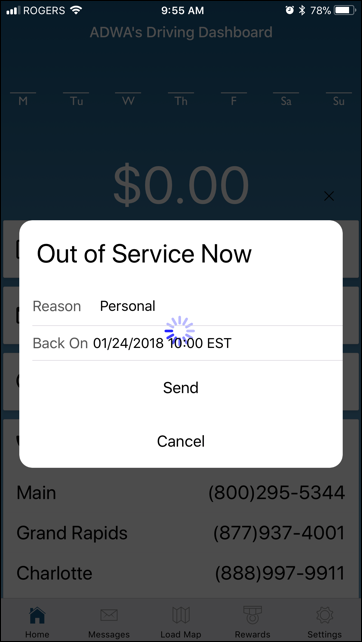 ROGERS 9:55 AM 78%
ADWA's Driving Dashboard
M Tu W Th F Sa Su
$0.00
×
Out of Service Now
Reason Personal
Back On 01/24/2018 10:00 EST
Send
Cancel
Main (800)295-5344
Grand Rapids (877)937-4001
Charlotte (888)997-9911
Home Messages Load Map Rewards Settings